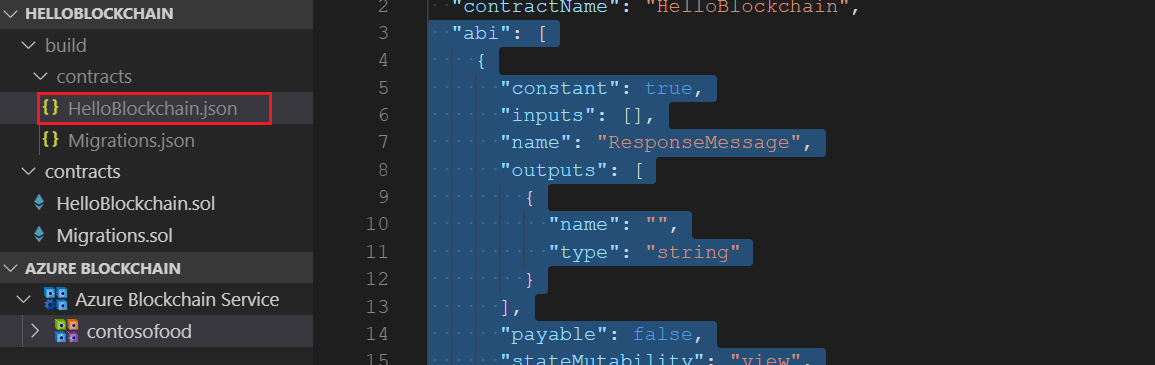 HELLOBLOCKCHAIN
build
contracts
{} HelloBlockchain.json
{} Migrations.json
contracts
HelloBlockchain.sol
Migrations.sol
AZURE BLOCKCHAIN
Azure Blockchain Service
contosofood
2 "contractName": "HelloBlockchain",
3 "abi": [
4 {
5 "constant": true,
6 "inputs": [],
7 "name": "ResponseMessage",
8 "outputs": [
9 {
10 "name": "",
11 "type": "string"
12 }
13 ],
14 "payable": false,
15 "stateMutability": "view",